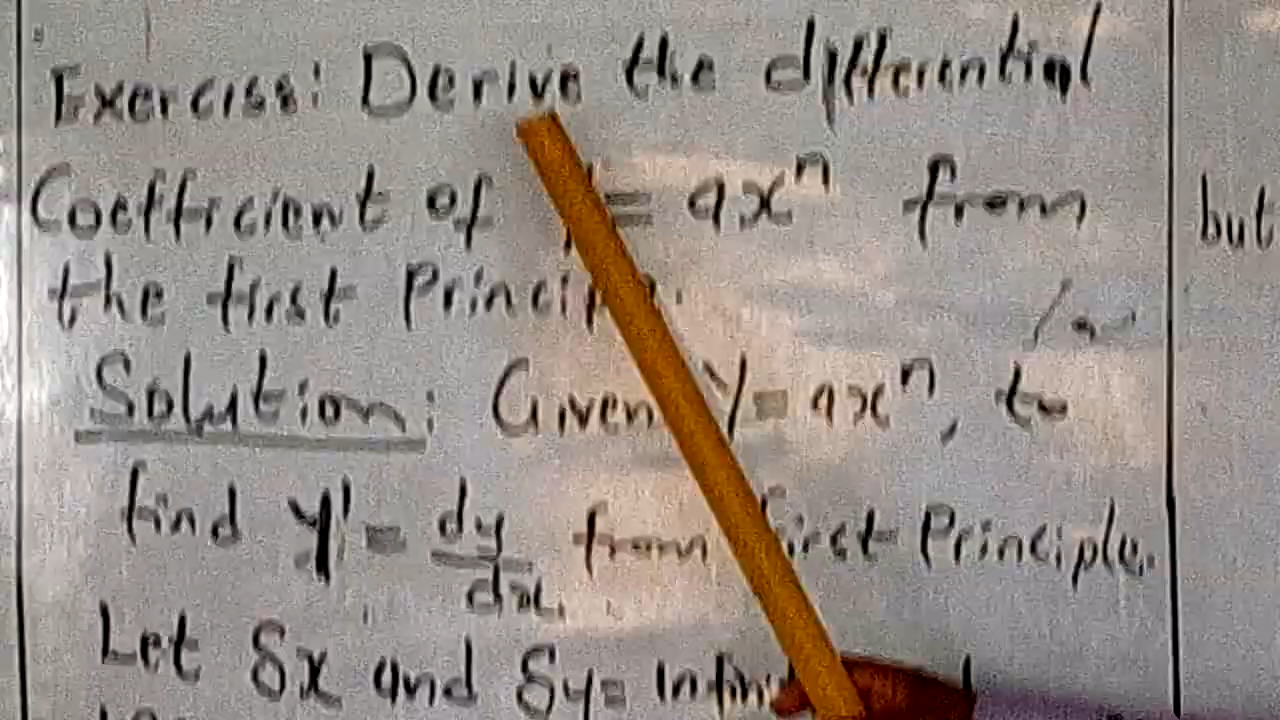 Exercise: Derive the differential
Coefficient of = ax^n from
the first
Solution: Given Y = ax^n, to
find y' = dy/dx from first Principle.
Let δx and δy =
but